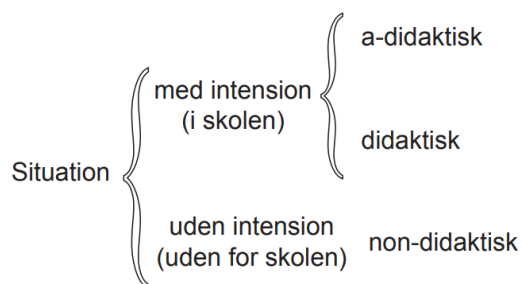 a-didaktisk
med intension
(i skolen)
didaktisk
Situation
uden intension
(uden for skolen)
non-didaktisk